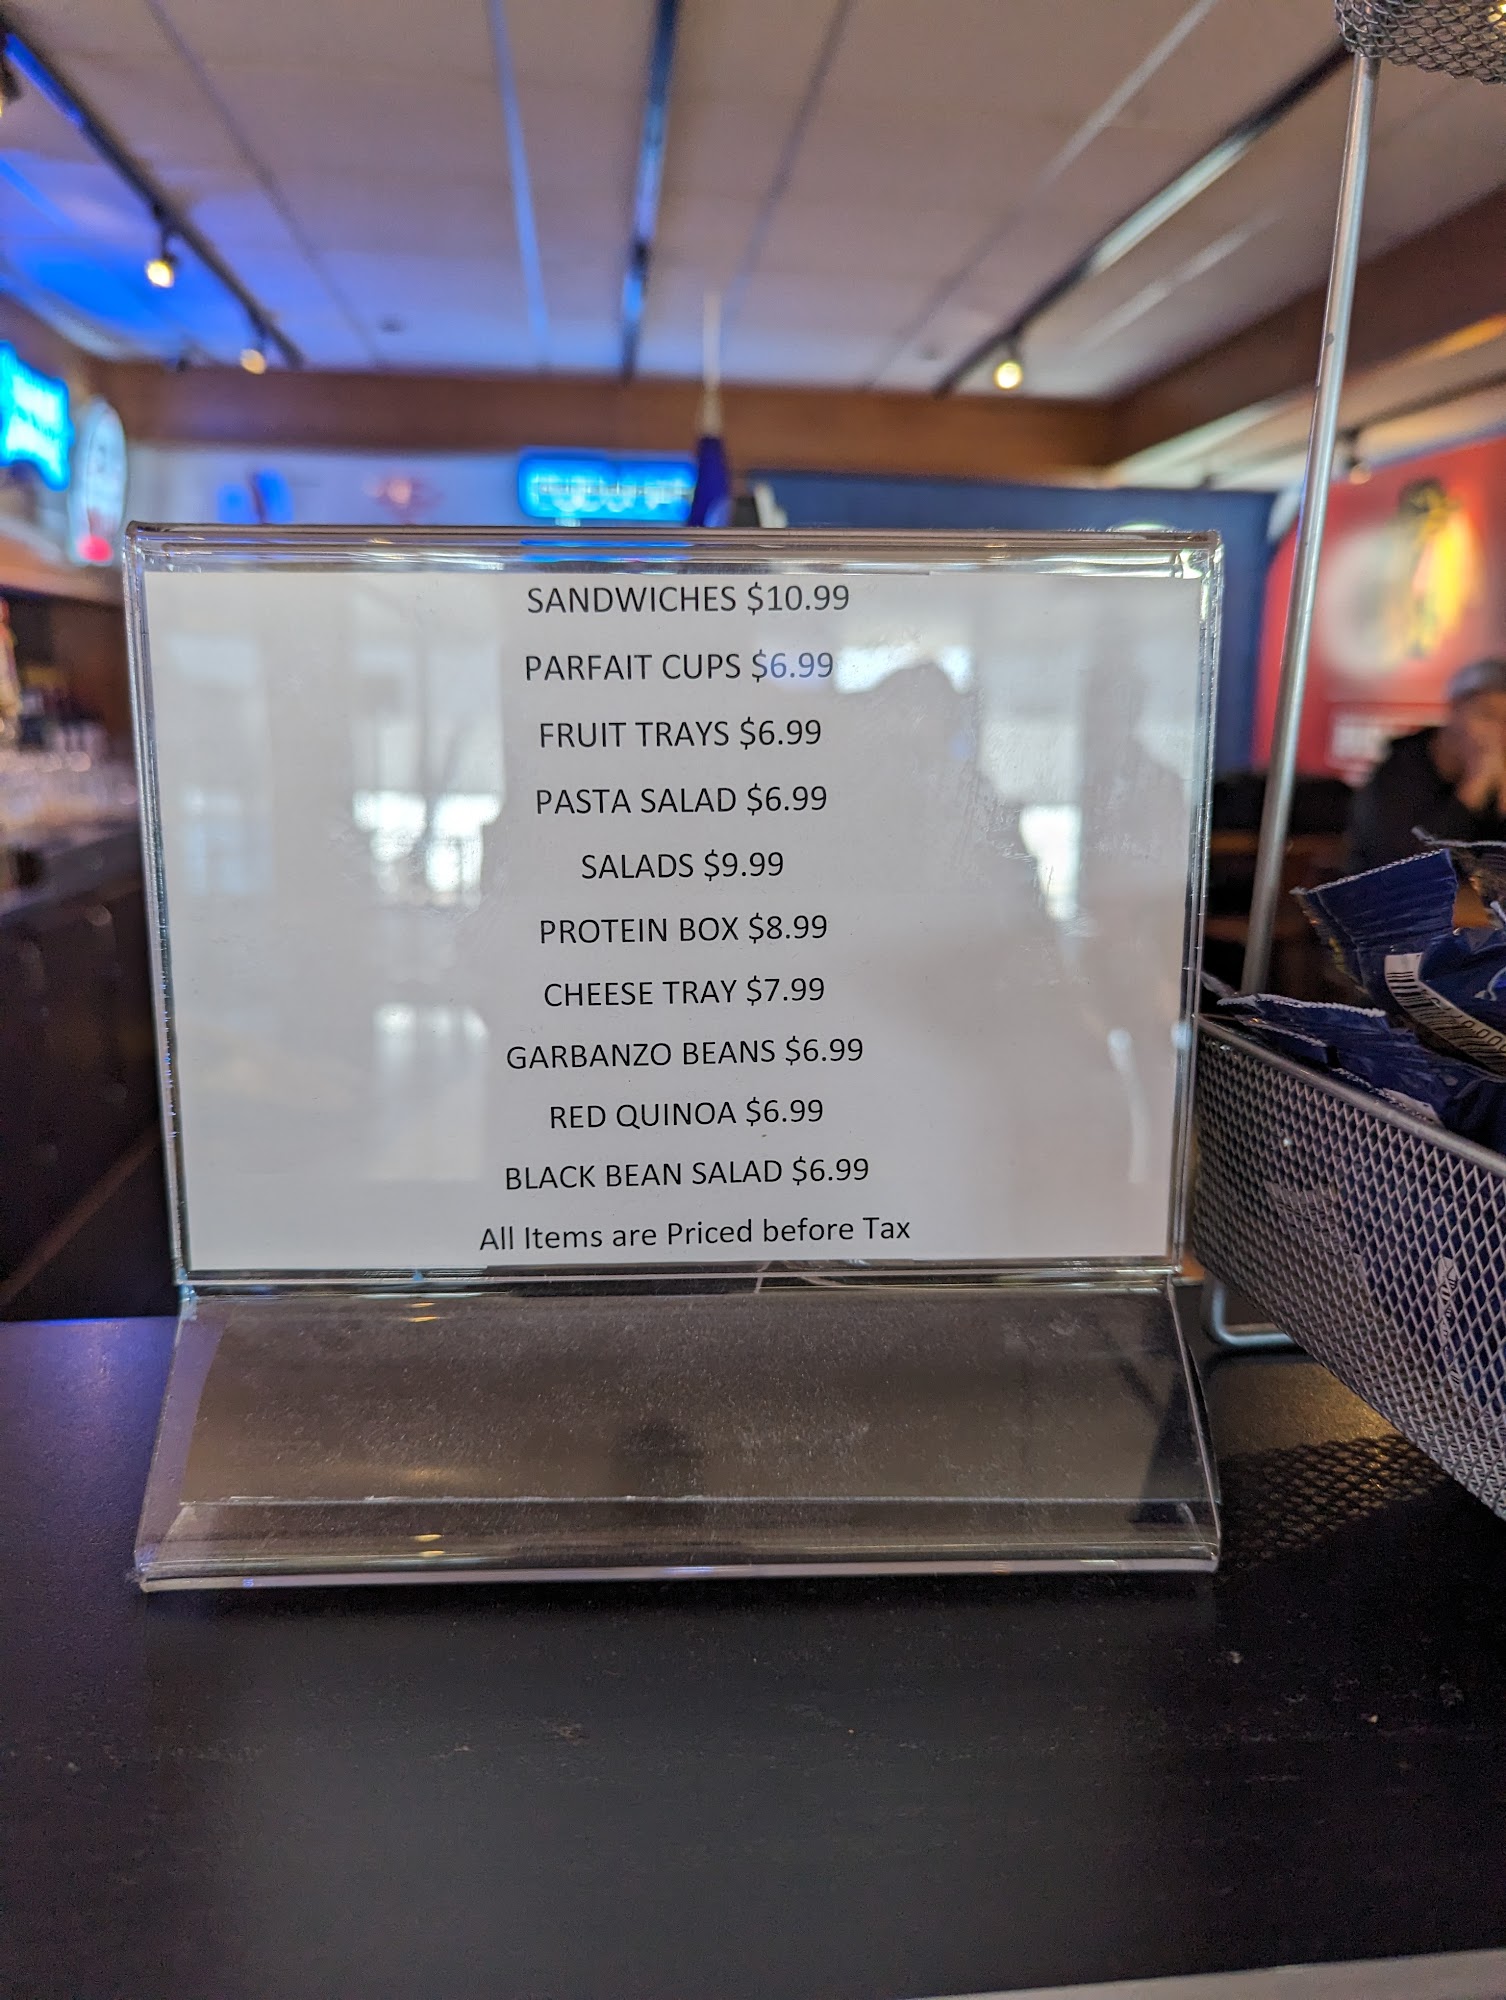 SANDWICHES $10.99
PARFAIT CUPS $6.99
FRUIT TRAYS $6.99
PASTA SALAD $6.99
SALADS $9.99
PROTEIN BOX $8.99
CHEESE TRAY $7.99
GARBANZO BEANS $6.99
RED QUINOA $6.99
BLACK BEAN SALAD $6.99
All Items are Priced before Tax